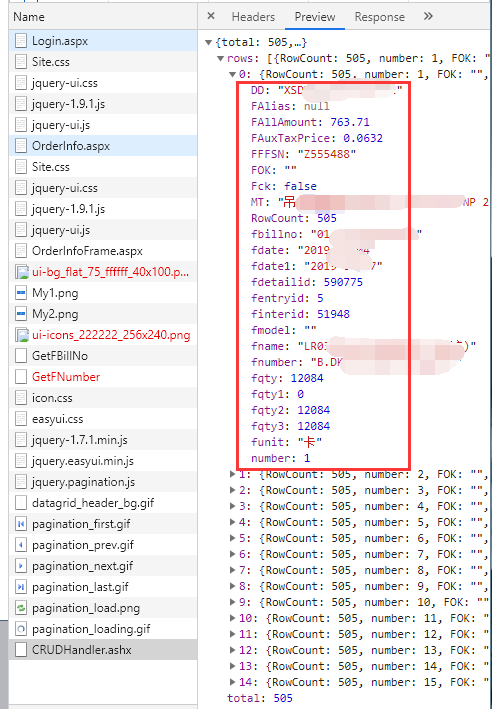 Name
Login.aspx
Site.css
jquery-ui.css
jquery-1.9.1.js
jquery-ui.js
OrderInfo.aspx
Site.css
jquery-ui.css
jquery-1.9.1.js
jquery-ui.js
OrderInfoFrame.aspx
ui-bg_flat_75_ffffff_40x100.p...
My1.png
My2.png
ui-icons_222222_256x240.png
GetFBillNo
GetFNumber
icon.css
easyui.css
jquery-1.7.1.min.js
jquery.easyui.min.js
jquery.pagination.js
datagrid_header_bg.gif
pagination_first.gif
pagination_prev.gif
pagination_next.gif
pagination_last.gif
pagination_load.png
pagination_loading.gif
CRUDHandler.ashx
× Headers Preview Response »
▼{total: 505,…}
▼rows: [{RowCount: 505, number: 1, FOK: "",
▼0: {RowCount: 505, number: 1, FOK: "",
DD: "XSD
FAlias: null
FAllAmount: 763.71
FAuxTaxPrice: 0.0632
FFFSN: "Z555488"
FOK: ""
Fck: false
MT: "吊 NP 2
RowCount: 505
fbillno: "01 "
fdate: "2019
fdate1: "2019 7"
fdetailid: 590775
fentryid: 5
finterid: 51948
fmodel: ""
fname: "LR03 )"
fnumber: "B.DK
fqty: 12084
fqty1: 0
fqty2: 12084
fqty3: 12084
funit: "卡"
number: 1
▶1: {RowCount: 505, number: 2, FOK: "",
▶2: {RowCount: 505, number: 3, FOK: "",
▶3: {RowCount: 505, number: 4, FOK: "",
▶4: {RowCount: 505, number: 5, FOK: "",
▶5: {RowCount: 505, number: 6, FOK: "",
▶6: {RowCount: 505, number: 7, FOK: "",
▶7: {RowCount: 505, number: 8, FOK: "",
▶8: {RowCount: 505, number: 9, FOK: "",
▶9: {RowCount: 505, number: 10, FOK: "",
▶10: {RowCount: 505, number: 11, FOK: "",
▶11: {RowCount: 505, number: 12, FOK: "",
▶12: {RowCount: 505, number: 13, FOK: "",
▶13: {RowCount: 505, number: 14, FOK: "",
▶14: {RowCount: 505, number: 15, FOK: "",
total: 505